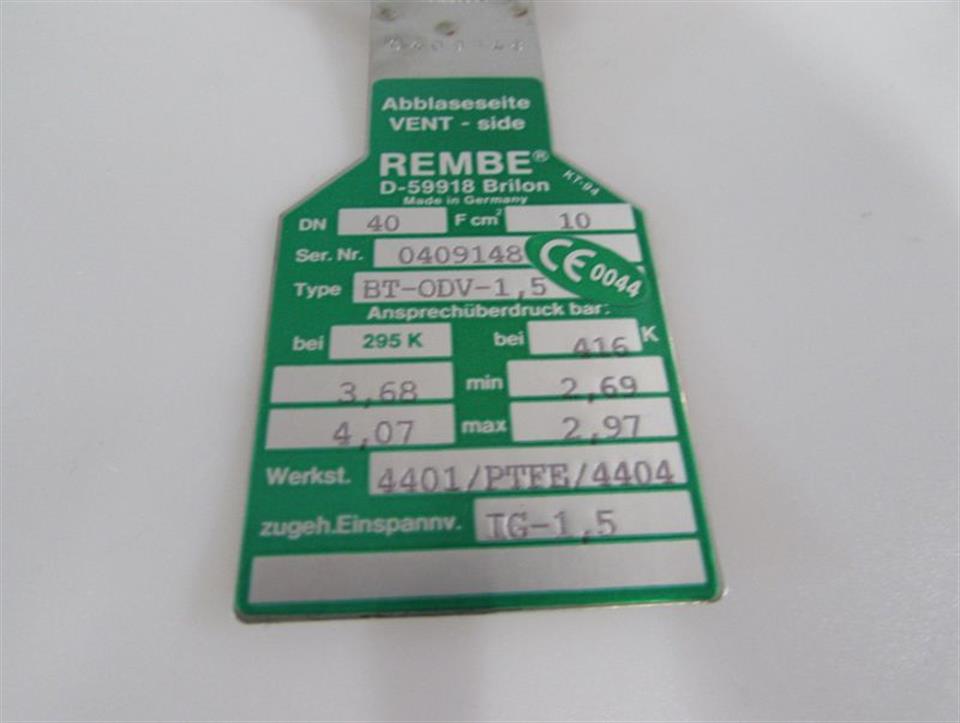 Abblaseseite
VENT - side
REMBE®
KT-94
D-59918 Brilon
Made in Germany
DN 40 F cm² 10
Ser. Nr. 0409148
CE 0044
Type BT-ODV-1,5
Ansprechüberdruck bar:
bei 295 K bei 416 K
3,68 min 2,69
4,07 max 2,97
Werkst. 4401/PTFE/4404
zugeh.Einspannv. IG-1,5